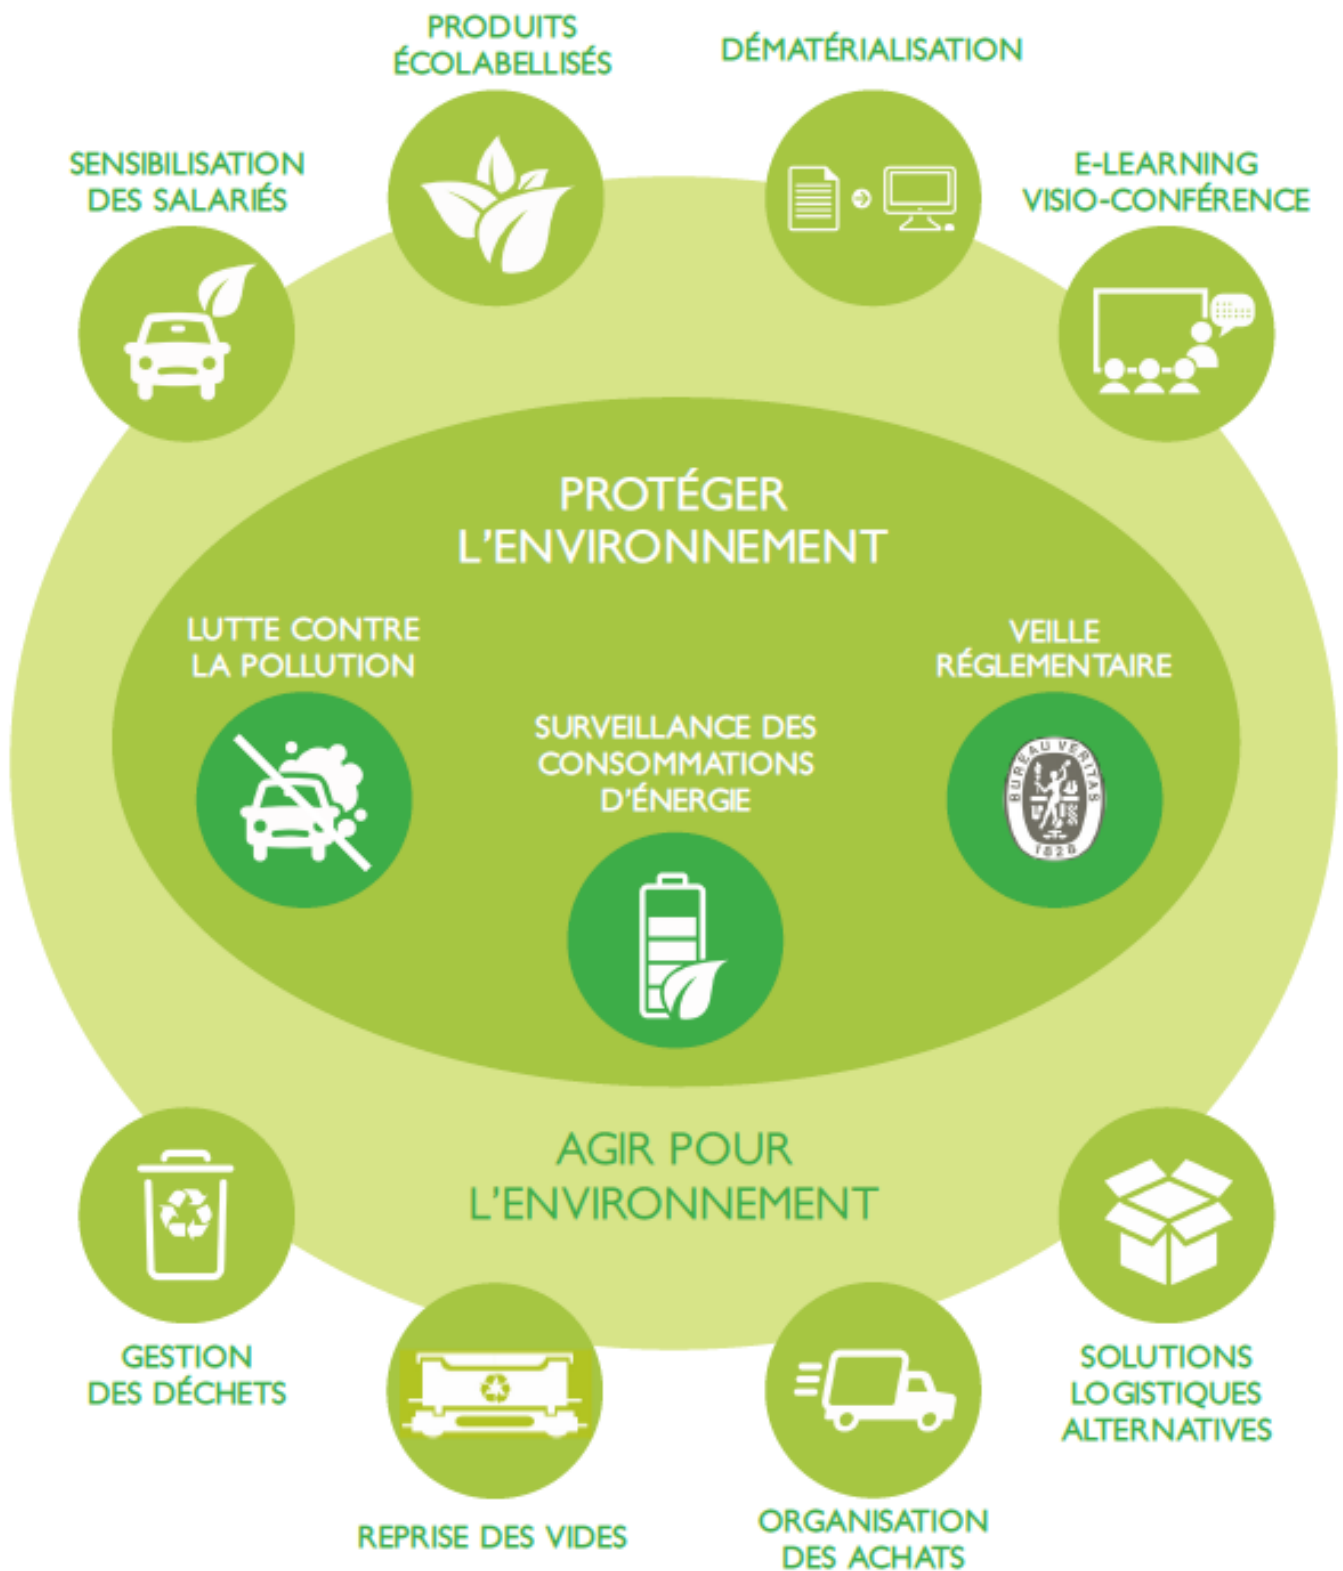 PRODUITS
ÉCOLABELLISÉS
DÉMATÉRIALISATION
SENSIBILISATION
DES SALARIÉS
E-LEARNING
VISIO-CONFÉRENCE
PROTÉGER
L'ENVIRONNEMENT
LUTTE CONTRE
LA POLLUTION
SURVEILLANCE DES
CONSOMMATIONS
D'ÉNERGIE
VEILLE
RÉGLEMENTAIRE
BUREAU VERITAS
1828
AGIR POUR
L'ENVIRONNEMENT
GESTION
DES DÉCHETS
REPRISE DES VIDES
ORGANISATION
DES ACHATS
SOLUTIONS
LOGISTIQUES
ALTERNATIVES